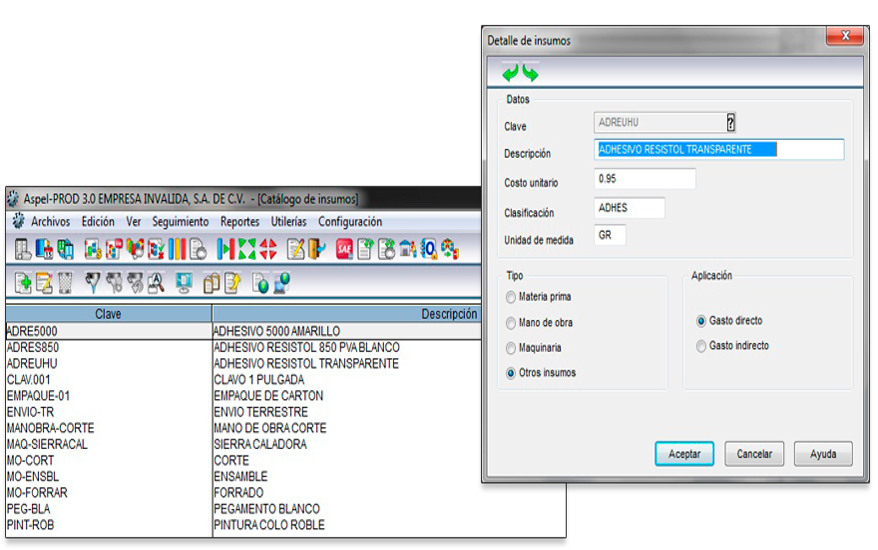 Detalle de insumos
Datos
Clave ADREUHU ?
Descripción ADHESIVO RESISTOL TRANSPARENTE
Costo unitario 0.95
Clasificación ADHES
Unidad de medida GR
Tipo
Materia prima
Mano de obra
Maquinaria
Otros insumos
Aplicación
Gasto directo
Gasto indirecto
Aceptar Cancelar Ayuda
Aspel-PROD 3.0 EMPRESA INVALIDA, S.A. DE C.V. - [Catálogo de insumos]
Archivos Edición Ver Seguimiento Reportes Utilerías Configuración
SAE
Clave Descripción
ADRE5000 ADHESIVO 5000 AMARILLO
ADRES850 ADHESIVO RESISTOL 850 PVA BLANCO
ADREUHU ADHESIVO RESISTOL TRANSPARENTE
CLAV.001 CLAVO 1 PULGADA
EMPAQUE-01 EMPAQUE DE CARTON
ENVIO-TR ENVIO TERRESTRE
MANOBRA-CORTE MANO DE OBRA CORTE
MAQ-SIERRACAL SIERRA CALADORA
MO-CORT CORTE
MO-ENSBL ENSAMBLE
MO-FORRAR FORRADO
PEG-BLA PEGAMENTO BLANCO
PINT-ROB PINTURA COLO ROBLE